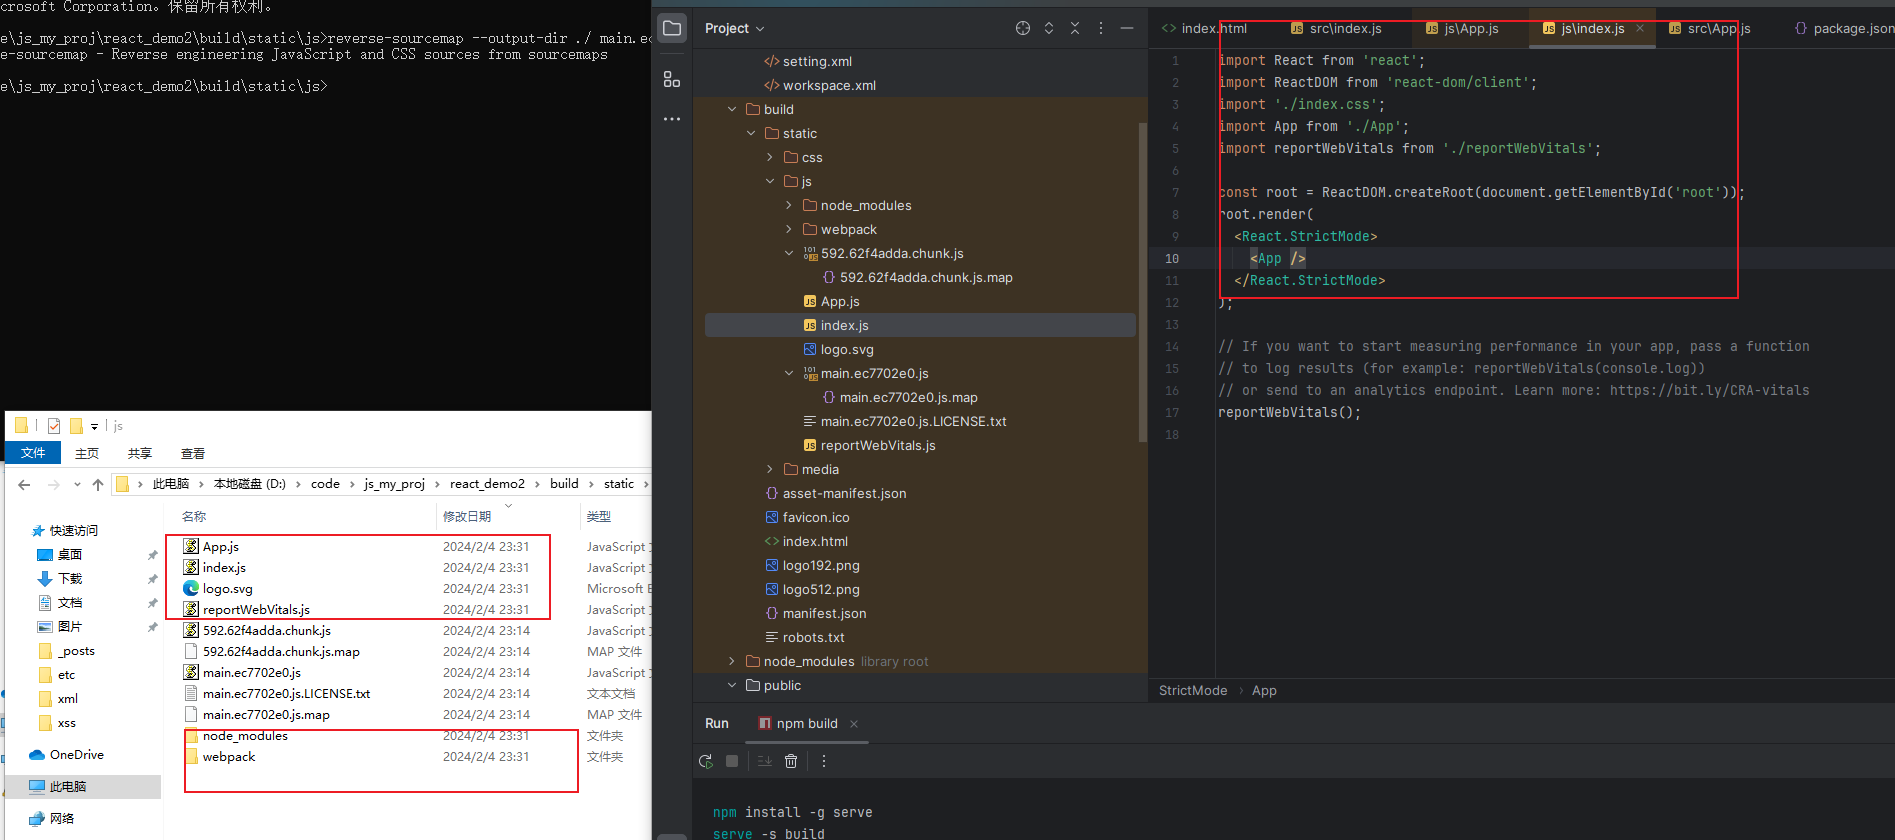 crosoft Corporation。保留所有权利。
e\js_my_proj\react_demo2\build\static\js>reverse-sourcemap --output-dir ./ main.ec
e-sourcemap - Reverse engineering JavaScript and CSS sources from sourcemaps
e\js_my_proj\react_demo2\build\static\js>
js
文件 主页 共享 查看
此电脑 › 本地磁盘 (D:) › code › js_my_proj › react_demo2 › build › static ›
快速访问
桌面
下载
文档
图片
_posts
etc
xml
xss
OneDrive
此电脑
网络
名称 修改日期 类型
App.js 2024/2/4 23:31 JavaScript
index.js 2024/2/4 23:31 JavaScript
logo.svg 2024/2/4 23:31 Microsoft E
reportWebVitals.js 2024/2/4 23:31 JavaScript
592.62f4adda.chunk.js 2024/2/4 23:14 JavaScript
592.62f4adda.chunk.js.map 2024/2/4 23:14 MAP 文件
main.ec7702e0.js 2024/2/4 23:14 JavaScript
main.ec7702e0.js.LICENSE.txt 2024/2/4 23:14 文本文档
main.ec7702e0.js.map 2024/2/4 23:14 MAP 文件
node_modules 2024/2/4 23:31 文件夹
webpack 2024/2/4 23:31 文件夹
Project
setting.xml
workspace.xml
build
static
css
js
node_modules
webpack
592.62f4adda.chunk.js
592.62f4adda.chunk.js.map
App.js
index.js
logo.svg
main.ec7702e0.js
main.ec7702e0.js.map
main.ec7702e0.js.LICENSE.txt
reportWebVitals.js
media
asset-manifest.json
favicon.ico
index.html
logo192.png
logo512.png
manifest.json
robots.txt
node_modules library root
public
index.html src\index.js js\App.js js\index.js src\App.js package.json
1 import React from 'react';
2 import ReactDOM from 'react-dom/client';
3 import './index.css';
4 import App from './App';
5 import reportWebVitals from './reportWebVitals';
6
7 const root = ReactDOM.createRoot(document.getElementById('root'));
8 root.render(
9 <React.StrictMode>
10 <App />
11 </React.StrictMode>
12 );
13
14 // If you want to start measuring performance in your app, pass a function
15 // to log results (for example: reportWebVitals(console.log))
16 // or send to an analytics endpoint. Learn more: https://bit.ly/CRA-vitals
17 reportWebVitals();
18
StrictMode › App
Run npm build
npm install -g serve
serve -s build